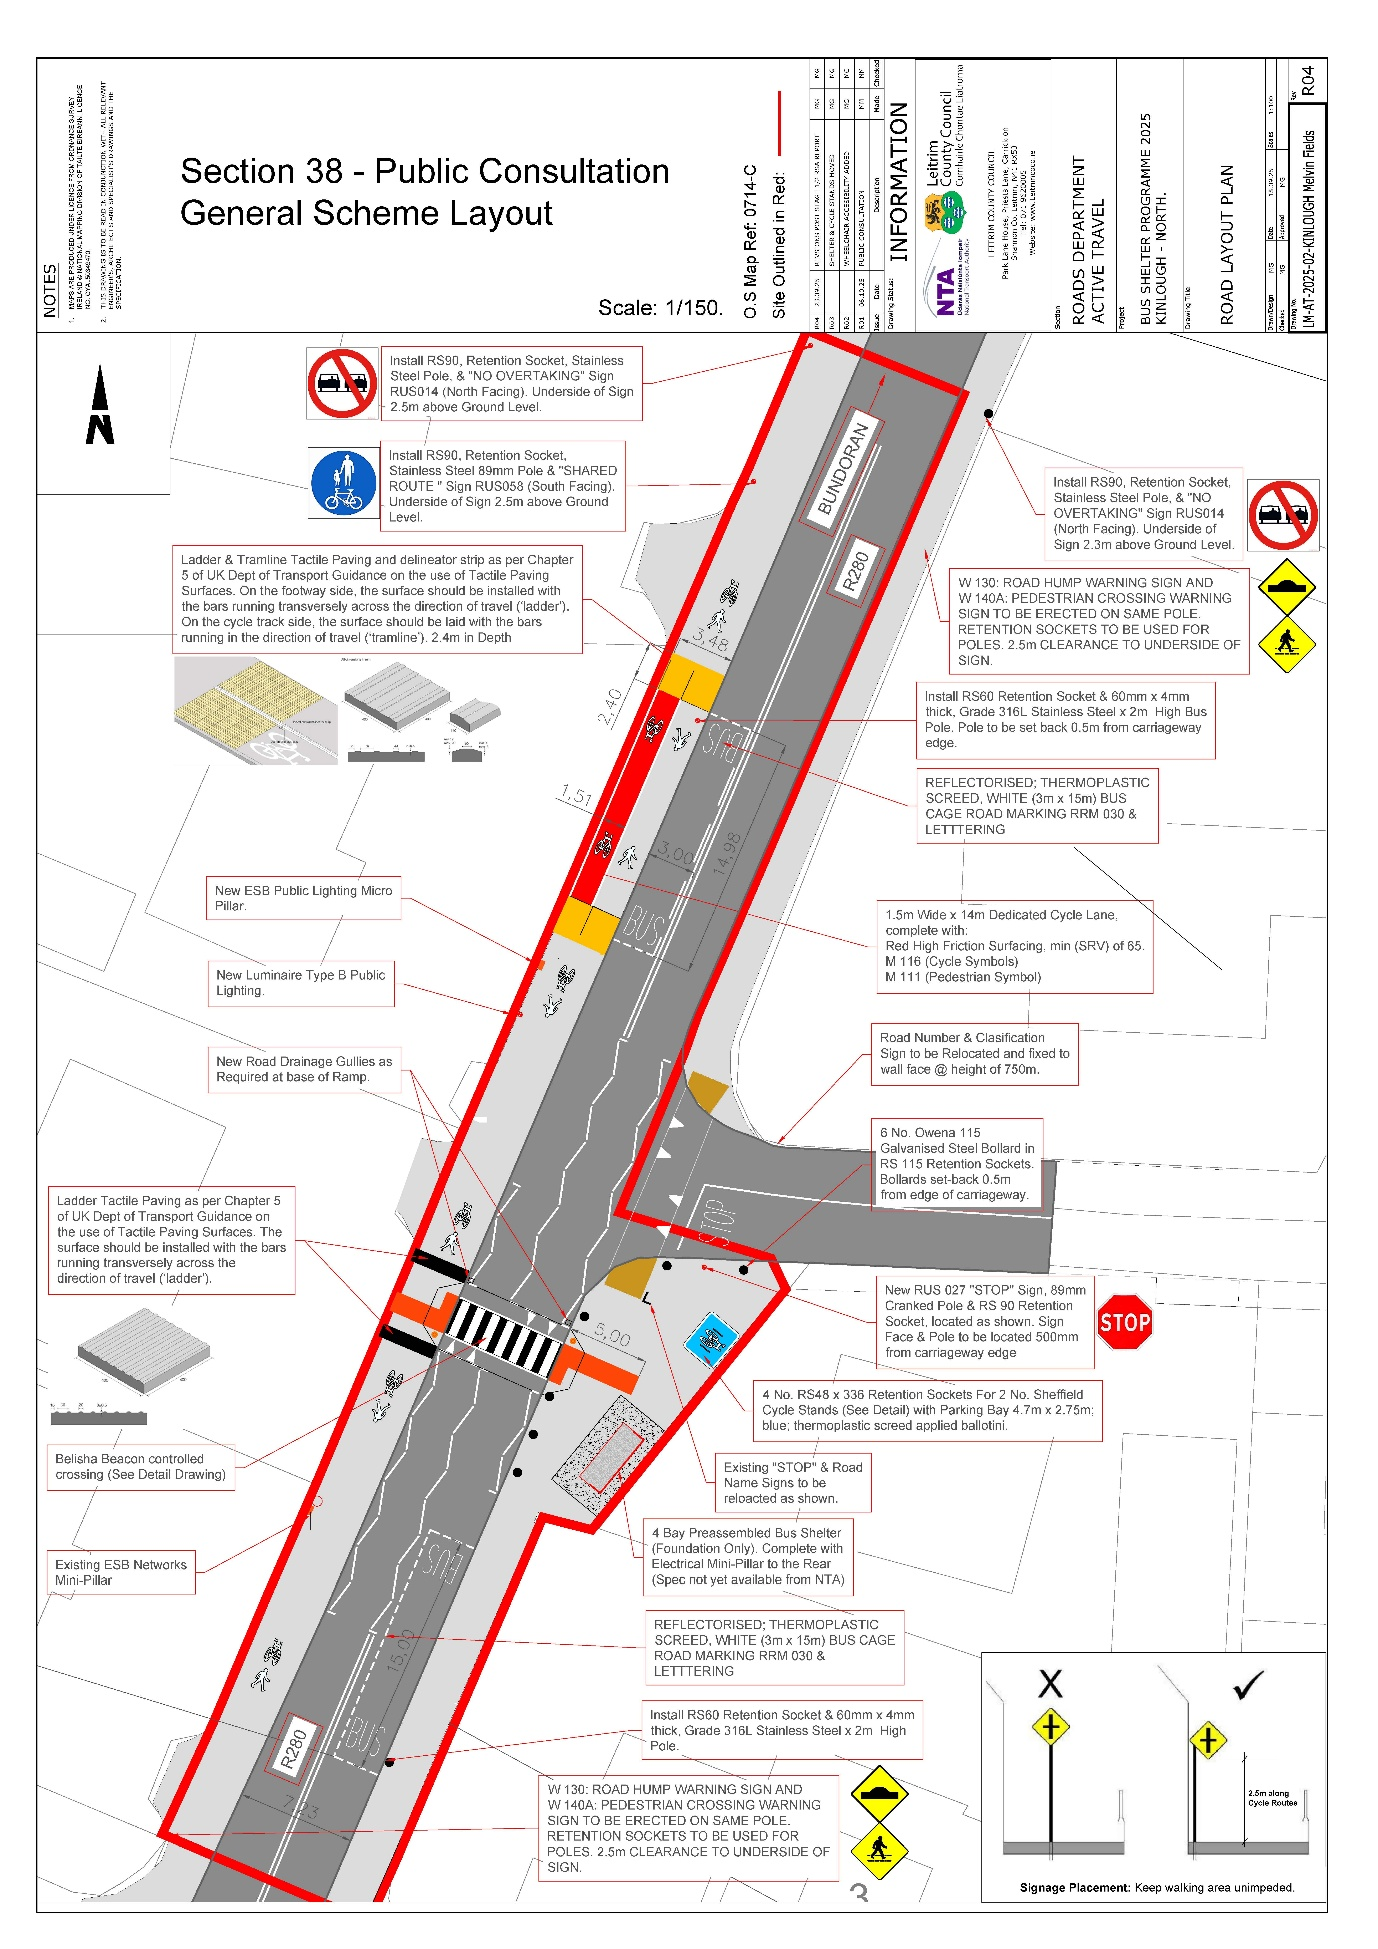 Section 38 - Public Consultation
General Scheme Layout
Scale: 1/150.
NOTES
O.S Map Ref: 0714-C
Site Outlined in Red:
Issue
Date
Description
Made
Checked
Drawing Status:
INFORMATION
NTA
Leitrim
County Council
Comhairle Chontae Liatroma
LEITRIM COUNTY COUNCIL
Section
ROADS DEPARTMENT
ACTIVE TRAVEL
Project
BUS SHELTER PROGRAMME 2025
KINLOUGH - NORTH.
Drawing Title
ROAD LAYOUT PLAN
Drawing No.
LM-AT-2025-02-KINLOUGH Melvin Fields
Rev
R04
N
Install RS90, Retention Socket, Stainless
Steel Pole, & "NO OVERTAKING" Sign
RUS014 (North Facing). Underside of Sign
2.5m above Ground Level.
Install RS90, Retention Socket,
Stainless Steel 89mm Pole & "SHARED
ROUTE " Sign RUS058 (South Facing).
Underside of Sign 2.5m above Ground
Level.
Ladder & Tramline Tactile Paving and delineator strip as per Chapter
5 of UK Dept of Transport Guidance on the use of Tactile Paving
Surfaces. On the footway side, the surface should be installed with
the bars running transversely across the direction of travel ('ladder').
On the cycle track side, the surface should be laid with the bars
running in the direction of travel ('tramline'). 2.4m in Depth
BUNDORAN
R280
Install RS90, Retention Socket,
Stainless Steel Pole, & "NO
OVERTAKING" Sign RUS014
(North Facing). Underside of
Sign 2.3m above Ground Level.
W 130: ROAD HUMP WARNING SIGN AND
W 140A: PEDESTRIAN CROSSING WARNING
SIGN TO BE ERECTED ON SAME POLE.
RETENTION SOCKETS TO BE USED FOR
POLES. 2.5m CLEARANCE TO UNDERSIDE OF
SIGN.
Install RS60 Retention Socket & 60mm x 4mm
thick, Grade 316L Stainless Steel x 2m High Bus
Pole. Pole to be set back 0.5m from carriageway
edge.
REFLECTORISED; THERMOPLASTIC
SCREED, WHITE (3m x 15m) BUS
CAGE ROAD MARKING RRM 030 &
LETTTERING
3,48
2,40
1,51
3,00
14,98
BUS
BUS
New ESB Public Lighting Micro
Pillar.
New Luminaire Type B Public
Lighting.
New Road Drainage Gullies as
Required at base of Ramp.
1.5m Wide x 14m Dedicated Cycle Lane,
complete with:
Red High Friction Surfacing, min (SRV) of 65.
M 116 (Cycle Symbols)
M 111 (Pedestrian Symbol)
Road Number & Clasification
Sign to be Relocated and fixed to
wall face @ height of 750m.
6 No. Owena 115
Galvanised Steel Bollard in
RS 115 Retention Sockets.
Bollards set-back 0.5m
from edge of carriageway.
STOP
Ladder Tactile Paving as per Chapter 5
of UK Dept of Transport Guidance on
the use of Tactile Paving Surfaces. The
surface should be installed with the bars
running transversely across the
direction of travel ('ladder').
New RUS 027 "STOP" Sign, 89mm
Cranked Pole & RS 90 Retention
Socket, located as shown. Sign
Face & Pole to be located 500mm
from carriageway edge
STOP
5,00
4 No. RS48 x 336 Retention Sockets For 2 No. Sheffield
Cycle Stands (See Detail) with Parking Bay 4.7m x 2.75m;
blue; thermoplastic screed applied ballotini.
Belisha Beacon controlled
crossing (See Detail Drawing)
Existing "STOP" & Road
Name Signs to be
reloacted as shown.
Existing ESB Networks
Mini-Pillar
4 Bay Preassembled Bus Shelter
(Foundation Only). Complete with
Electrical Mini-Pillar to the Rear
(Spec not yet available from NTA)
BUS
15,00
BUS
REFLECTORISED; THERMOPLASTIC
SCREED, WHITE (3m x 15m) BUS CAGE
ROAD MARKING RRM 030 &
LETTTERING
Install RS60 Retention Socket & 60mm x 4mm
thick, Grade 316L Stainless Steel x 2m High
Pole.
R280
W 130: ROAD HUMP WARNING SIGN AND
W 140A: PEDESTRIAN CROSSING WARNING
SIGN TO BE ERECTED ON SAME POLE.
RETENTION SOCKETS TO BE USED FOR
POLES. 2.5m CLEARANCE TO UNDERSIDE OF
SIGN.
3
X
2.5m along
Cycle Routes
Signage Placement: Keep walking area unimpeded.